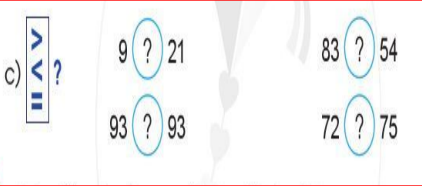 c) > < = ?
9 ? 21
83 ? 54
93 ? 93
72 ? 75